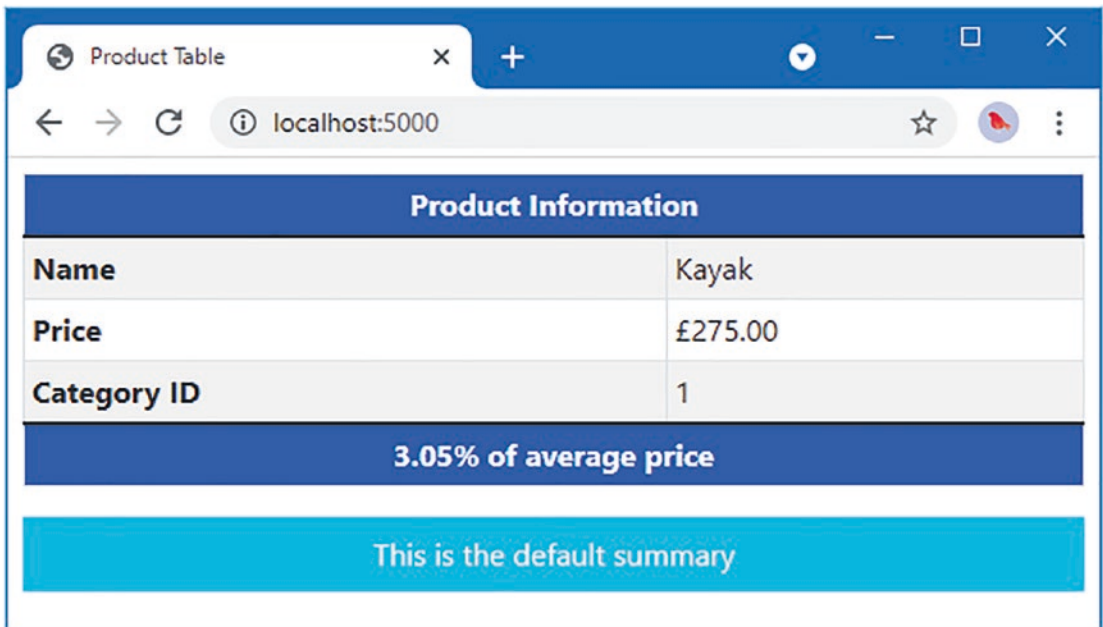 Product Table
localhost:5000
Product Information
Name Kayak
Price £275.00
Category ID 1
3.05% of average price
This is the default summary